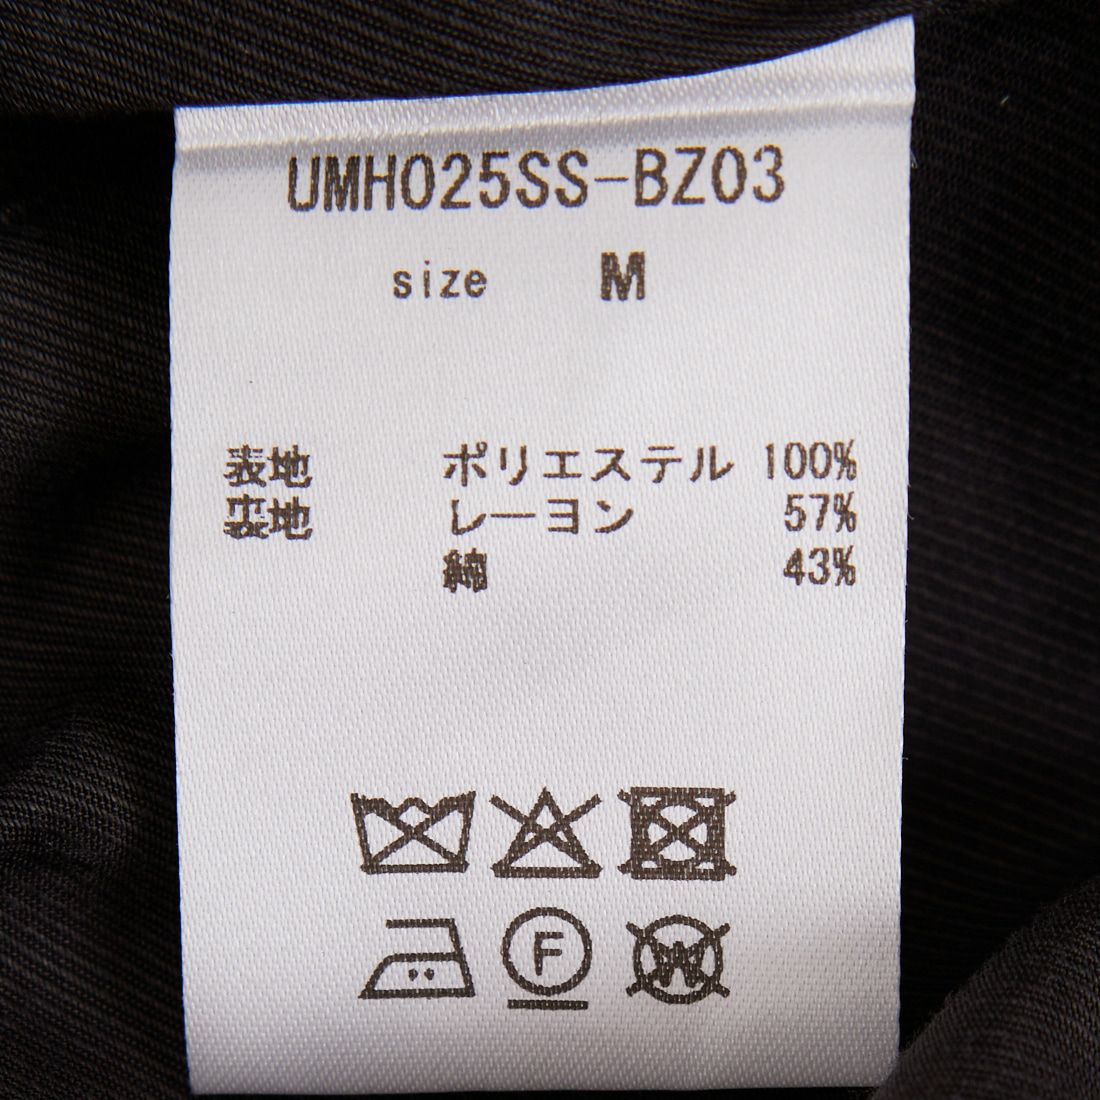 UMH025SS-BZ03
size M
表地 ポリエステル 100%
裏地 レーヨン 57%
綿 43%
F
W